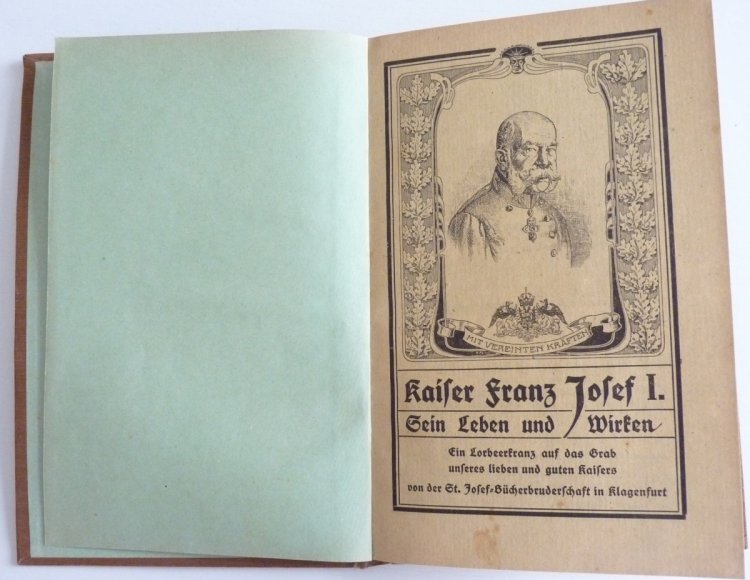 MIT VEREINTEN KRÄFTEN
Kaiser Franz Josef I.
Sein Leben und Wirken
Ein Lorbeerkranz auf das Grab
unseres lieben und guten Kaisers
von der St. Josef-Bücherbruderschaft in Klagenfurt